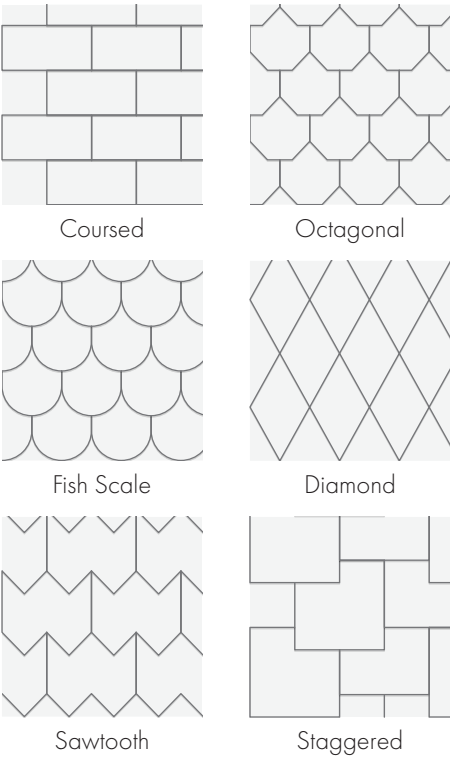 Coursed
Octagonal
Fish Scale
Diamond
Sawtooth
Staggered